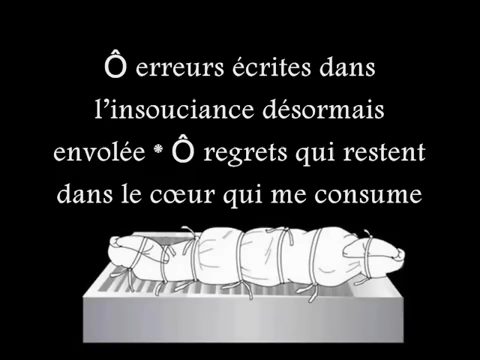 Ô erreurs écrites dans
l’insouciance désormais
envolée * Ô regrets qui restent
dans le cœur qui me consume